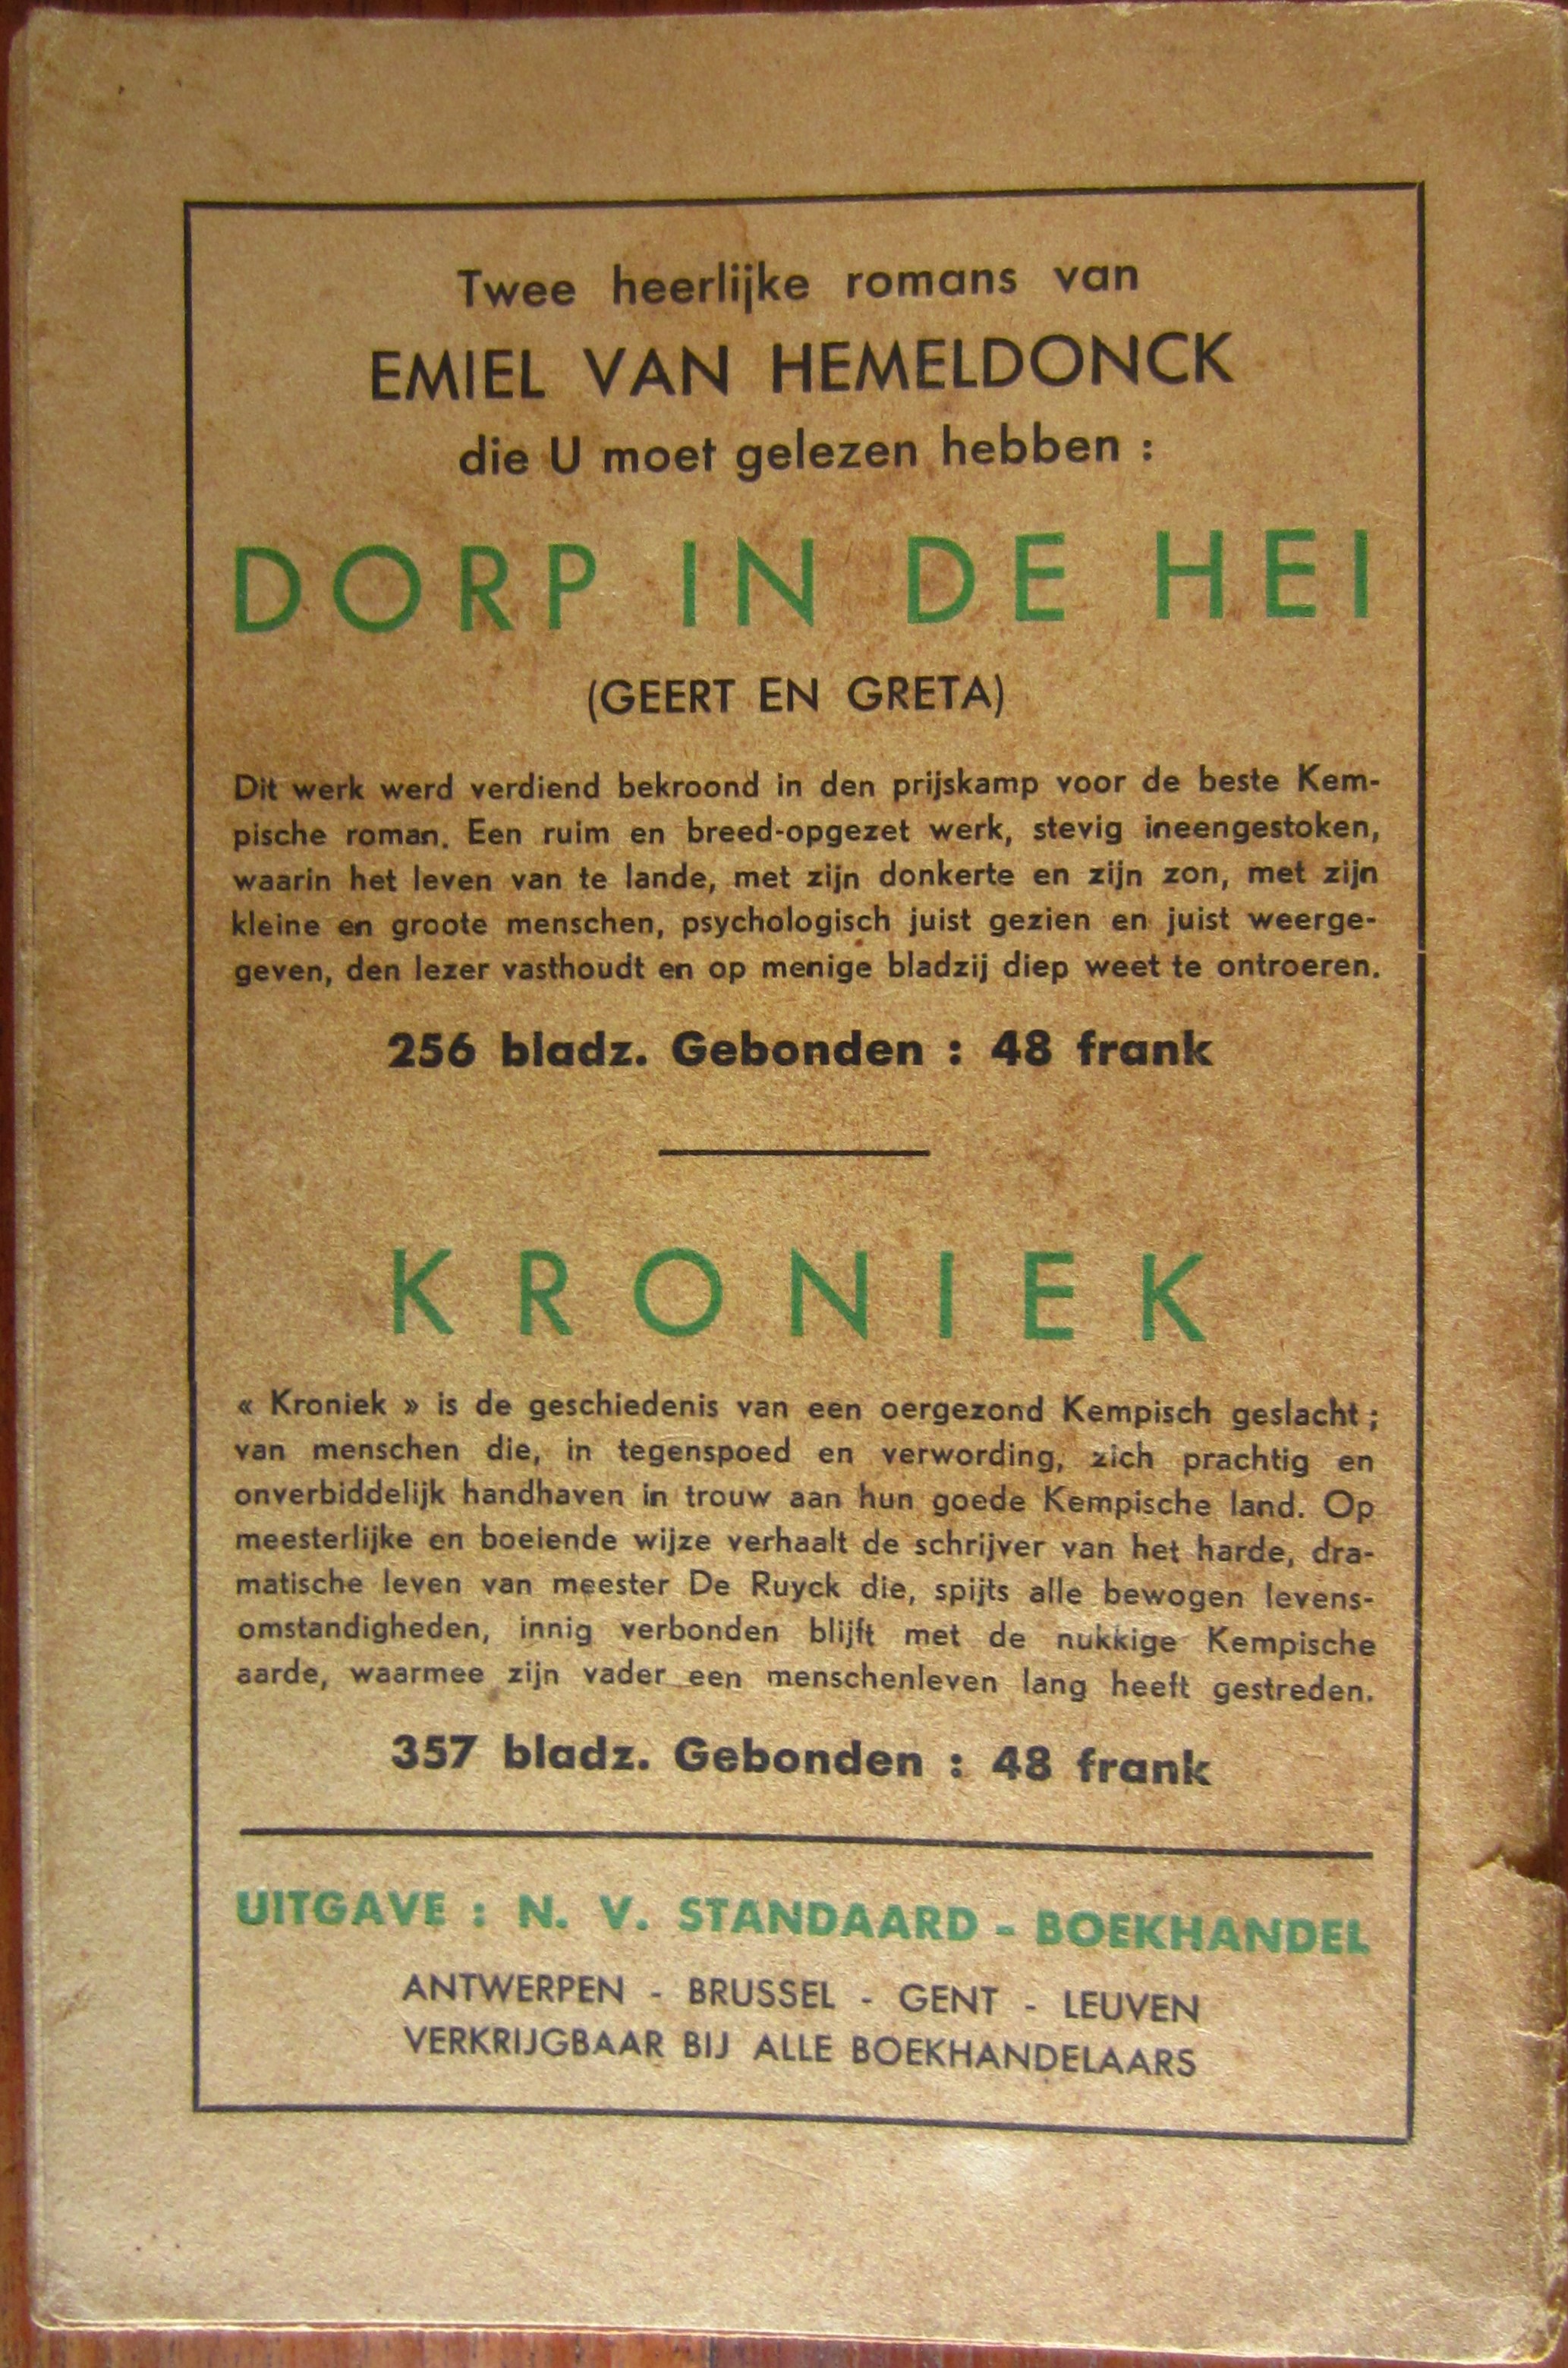 Twee heerlijke romans van
EMIEL VAN HEMELDONCK
die U moet gelezen hebben :
DORP IN DE HEI
(GEERT EN GRETA)
Dit werk werd verdiend bekroond in den prijskamp voor de beste Kem-
pische roman. Een ruim en breed-opgezet werk, stevig ineengestoken,
waarin het leven van te lande, met zijn donkerte en zijn zon, met zijn
kleine en groote menschen, psychologisch juist gezien en juist weerge-
geven, den lezer vasthoudt en op menige bladzij diep weet te ontroeren.
256 bladz. Gebonden : 48 frank
KRONIEK
« Kroniek » is de geschiedenis van een oergezond Kempisch geslacht ;
van menschen die, in tegenspoed en verwording, zich prachtig en
onverbiddelijk handhaven in trouw aan hun goede Kempische land. Op
meesterlijke en boeiende wijze verhaalt de schrijver van het harde, dra-
matische leven van meester De Ruyck die, spijts alle bewogen levens-
omstandigheden, innig verbonden blijft met de nukkige Kempische
aarde, waarmee zijn vader een menschenleven lang heeft gestreden.
357 bladz. Gebonden : 48 frank
UITGAVE : N. V. STANDAARD - BOEKHANDEL
ANTWERPEN - BRUSSEL - GENT - LEUVEN
VERKRIJGBAAR BIJ ALLE BOEKHANDELAARS